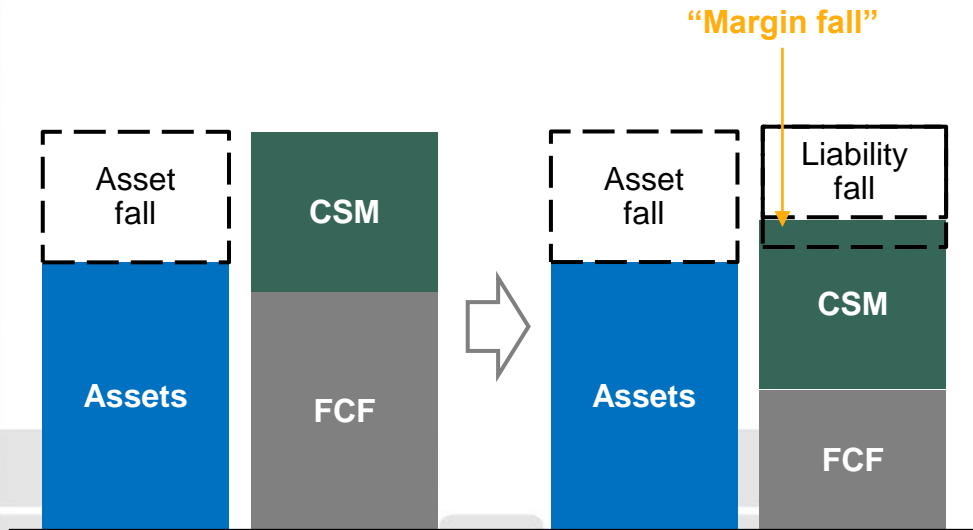 “Margin fall”
Asset
fall
CSM
Assets
FCF
Asset
fall
Liability
fall
CSM
Assets
FCF